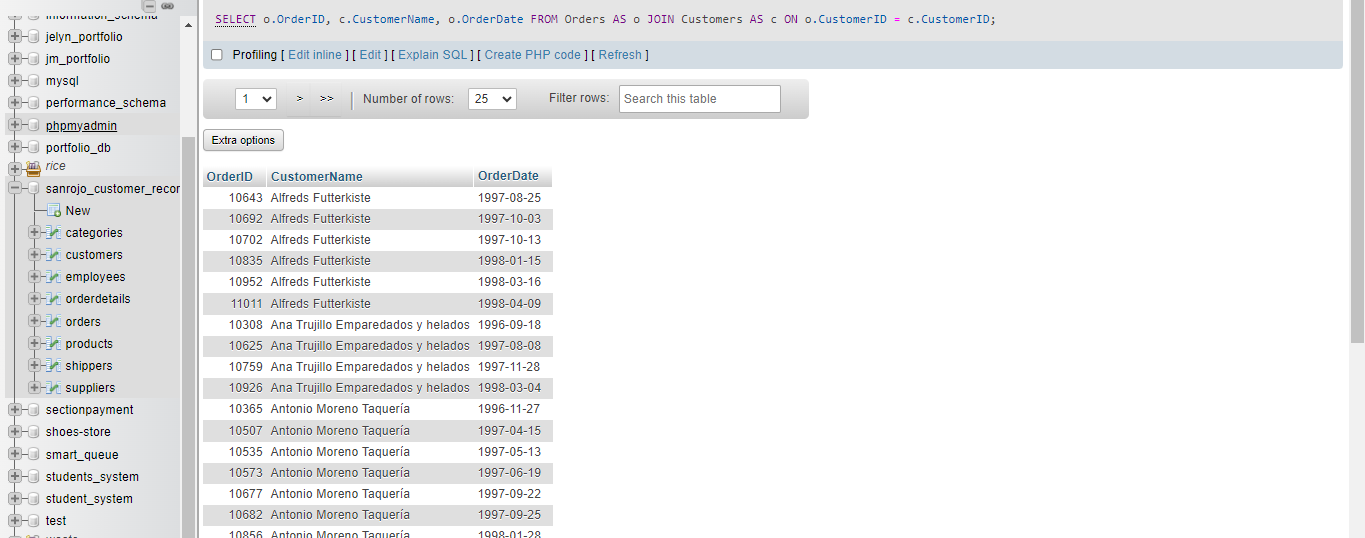 information_schema
jelyn_portfolio
jm_portfolio
mysql
performance_schema
phpmyadmin
portfolio_db
rice
sanrojo_customer_recor
New
categories
customers
employees
orderdetails
orders
products
shippers
suppliers
sectionpayment
shoes-store
smart_queue
students_system
student_system
test
SELECT o.OrderID, c.CustomerName, o.OrderDate FROM Orders AS o JOIN Customers AS c ON o.CustomerID = c.CustomerID;
Profiling [ Edit inline ] [ Edit ] [ Explain SQL ] [ Create PHP code ] [ Refresh ]
1 > >> Number of rows: 25 Filter rows: Search this table
Extra options
OrderID CustomerName OrderDate
10643 Alfreds Futterkiste 1997-08-25
10692 Alfreds Futterkiste 1997-10-03
10702 Alfreds Futterkiste 1997-10-13
10835 Alfreds Futterkiste 1998-01-15
10952 Alfreds Futterkiste 1998-03-16
11011 Alfreds Futterkiste 1998-04-09
10308 Ana Trujillo Emparedados y helados 1996-09-18
10625 Ana Trujillo Emparedados y helados 1997-08-08
10759 Ana Trujillo Emparedados y helados 1997-11-28
10926 Ana Trujillo Emparedados y helados 1998-03-04
10365 Antonio Moreno Taquería 1996-11-27
10507 Antonio Moreno Taquería 1997-04-15
10535 Antonio Moreno Taquería 1997-05-13
10573 Antonio Moreno Taquería 1997-06-19
10677 Antonio Moreno Taquería 1997-09-22
10682 Antonio Moreno Taquería 1997-09-25
10856 Antonio Moreno Taquería 1998-01-28